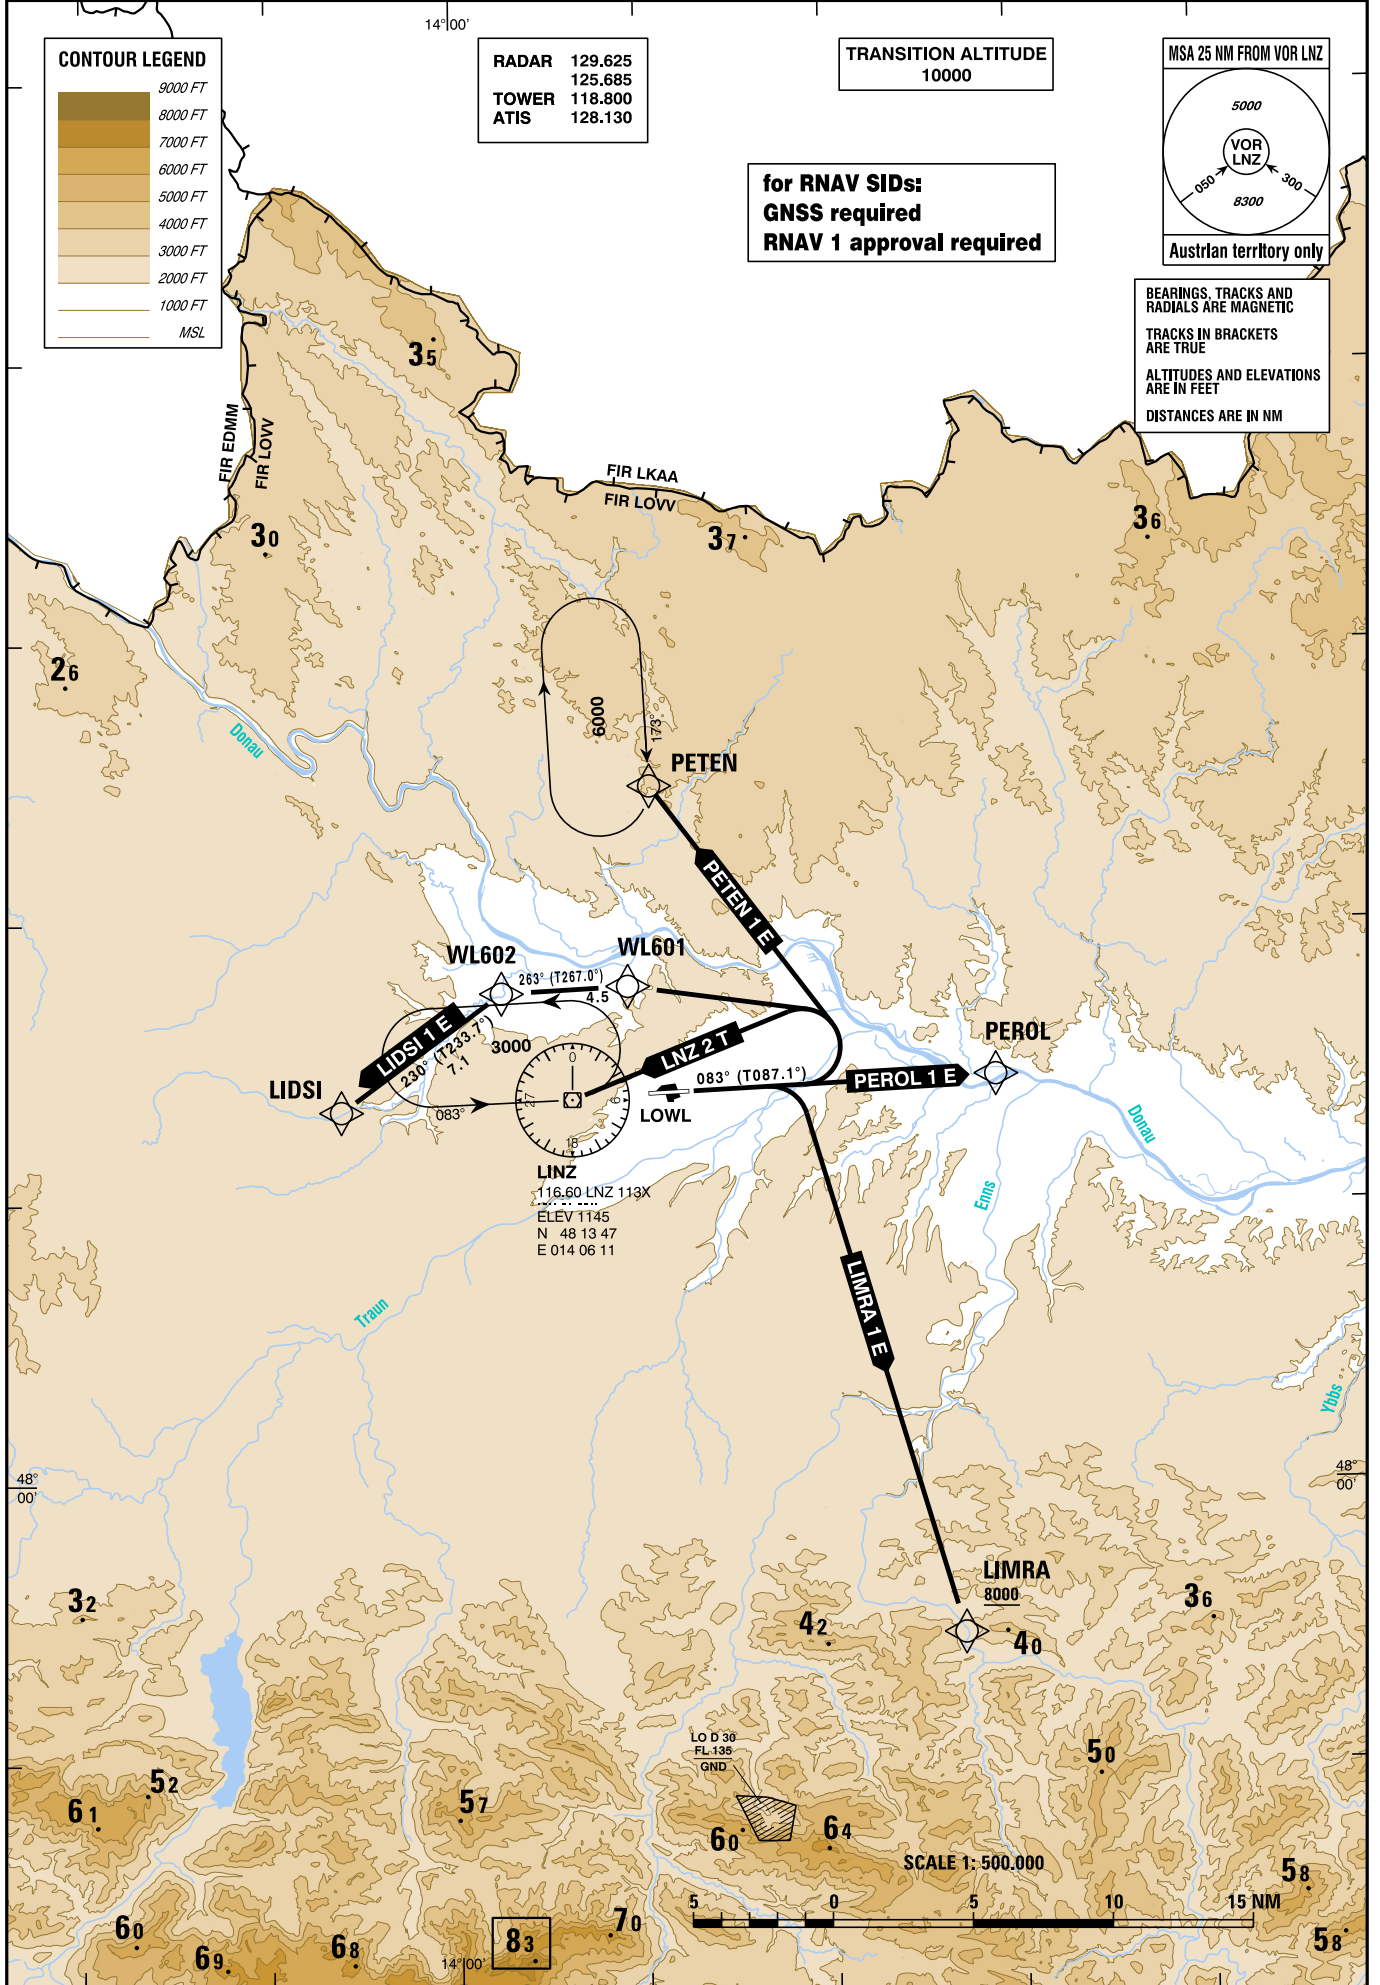 14°00'
CONTOUR LEGEND
9000 FT
8000 FT
7000 FT
6000 FT
5000 FT
4000 FT
3000 FT
2000 FT
1000 FT
MSL
RADAR 129.625
125.685
TOWER 118.800
ATIS 128.130
TRANSITION ALTITUDE
10000
MSA 25 NM FROM VOR LNZ
5000
VOR
LNZ
050
300
8300
Austrian territory only
for RNAV SIDs:
GNSS required
RNAV 1 approval required
BEARINGS, TRACKS AND
RADIALS ARE MAGNETIC
TRACKS IN BRACKETS
ARE TRUE
ALTITUDES AND ELEVATIONS
ARE IN FEET
DISTANCES ARE IN NM
35
FIR EDMM
FIR LOVV
FIR LKAA
FIR LOVV
30
37
36
26
Donau
6000
173°
PETEN
PETEN 1 E
WL602
WL601
263° (T267.0°)
4.5
LIDSI 1 E
230° (T233.7°)
7.1
3000
LNZ 2 T
PEROL
LIDSI
083°
0
9
18
27
083° (T087.1°)
PEROL 1 E
LOWL
Donau
LINZ
116.60 LNZ 113X
ELEV 1145
N 48 13 47
E 014 06 11
Enns
Traun
LIMRA 1 E
Ybbs
48°
00'
48°
00'
LIMRA
8000
32
42
40
36
LO D 30
FL 135
GND
50
52
61
57
60
64
SCALE 1: 500.000
58
5 0 5 10 15 NM
60
69
68
14°00'
83
70
58